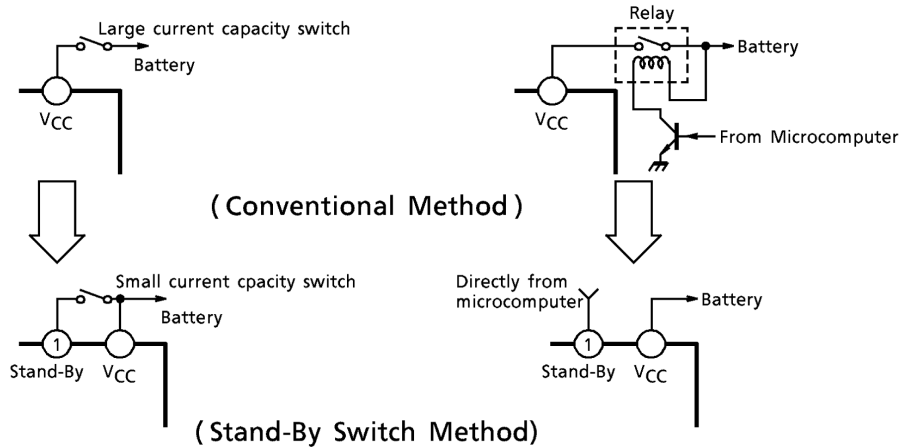 Relay
Large current capacity switch
Battery
Battery
VCC
VCC
From Microcomputer
(Conventional Method)
Small current cpacity switch
Battery
Directly from
microcomputer
Battery
1
1
Stand-By
VCC
Stand-By
VCC
(Stand-By Switch Method)